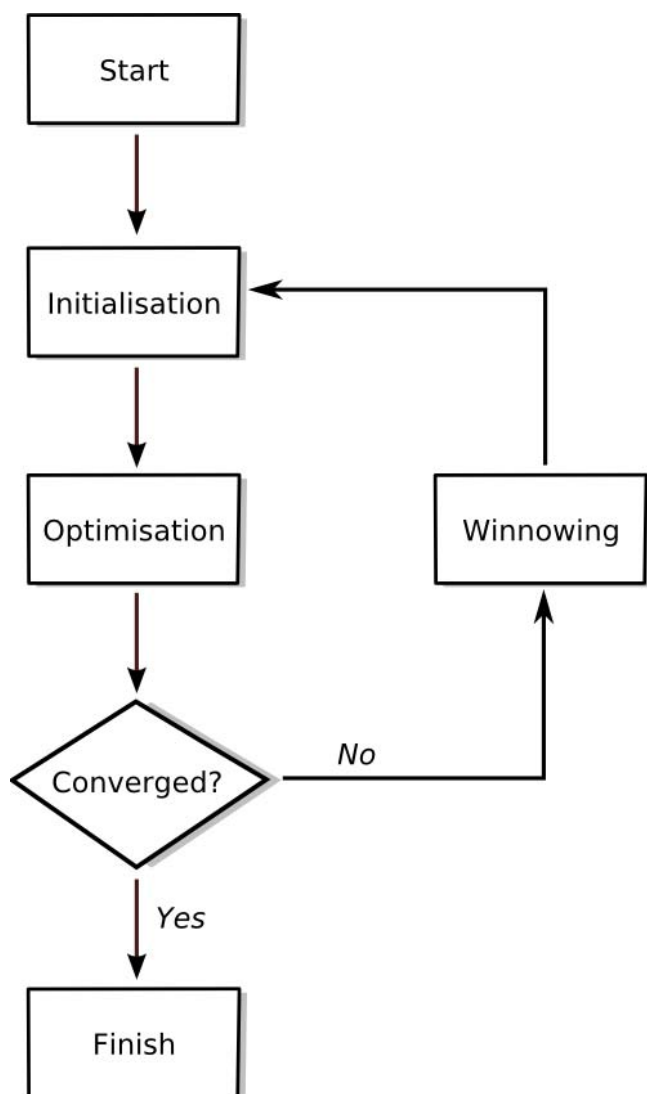 Start
Initialisation
Optimisation
Winnowing
Converged?
No
Yes
Finish